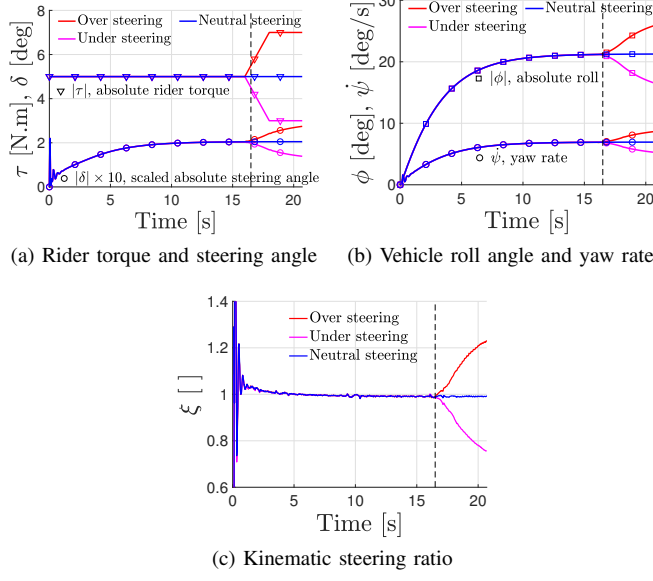 Over steering
Neutral steering
Under steering
|τ|, absolute rider torque
|δ| × 10, scaled absolute steering angle
τ [N.m], δ [deg]
8
6
4
2
0
0 5 10 15 20
Time [s]
(a) Rider torque and steering angle
Over steering
Neutral steering
Under steering
|ϕ|, absolute roll
ψ̇, yaw rate
ϕ [deg], ψ̇ [deg/s]
30
20
10
0
0 5 10 15 20
Time [s]
(b) Vehicle roll angle and yaw rate
Over steering
Under steering
Neutral steering
ξ [ ]
1.4
1.2
1
0.8
0.6
0 5 10 15 20
Time [s]
(c) Kinematic steering ratio